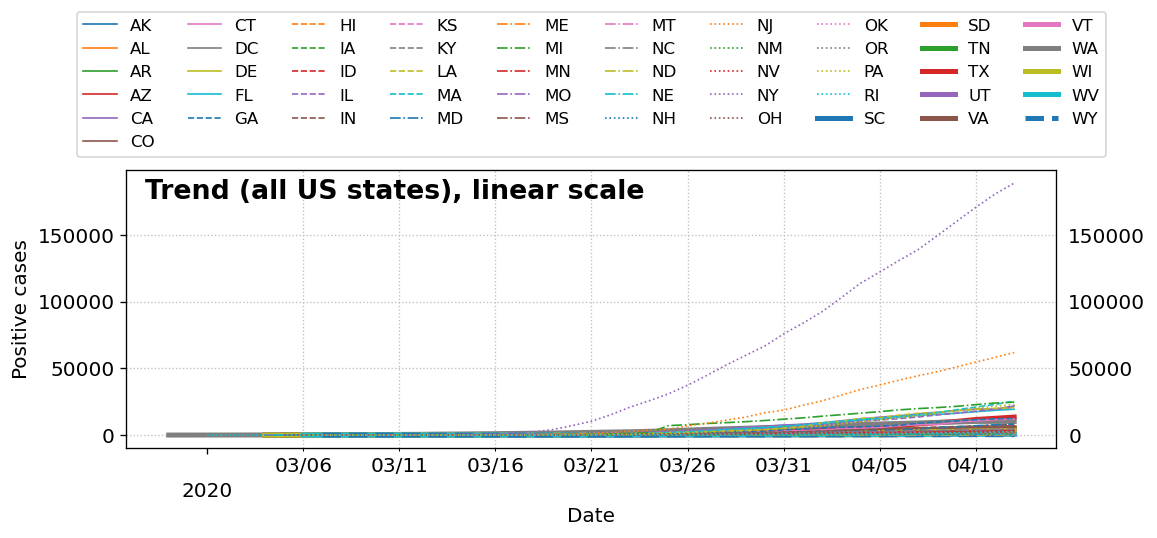 AK CT HI KS ME MT NJ OK SD VT
AL DC IA KY MI NC NM OR TN WA
AR DE ID LA MN ND NV PA TX WI
AZ FL IL MA MO NE NY RI UT WV
CA GA IN MD MS NH OH SC VA WY
CO
Trend (all US states), linear scale
150000 150000
100000 100000
50000 50000
0 0
Positive cases
03/06 03/11 03/16 03/21 03/26 03/31 04/05 04/10
2020
Date